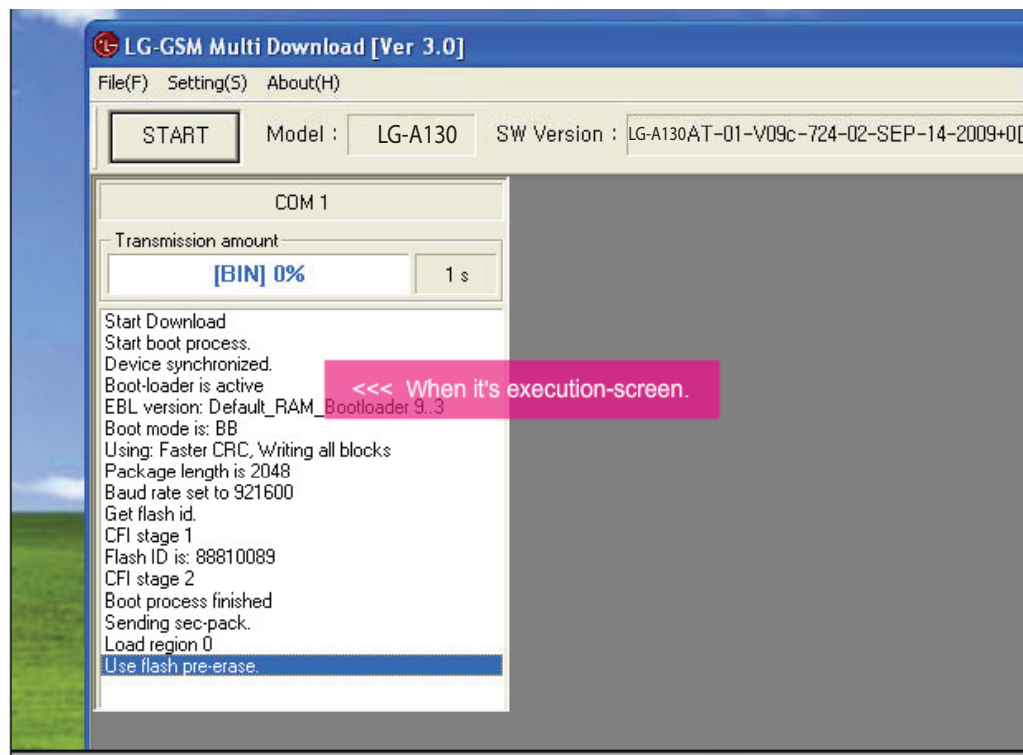 LG-GSM Multi Download [Ver 3.0]
File(F) Setting(S) About(H)
START Model : LG-A130 SW Version : LG-A130AT-01-V09c-724-02-SEP-14-2009+0
COM 1
Transmission amount
[BIN] 0% 1 s
Start Download
Start boot process.
Device synchronized.
Boot-loader is active
<<< When it's execution-screen.
EBL version: Default_RAM_Bootloader 9..3
Boot mode is: BB
Using: Faster CRC, Writing all blocks
Package length is 2048
Baud rate set to 921600
Get flash id.
CFI stage 1
Flash ID is: 88810089
CFI stage 2
Boot process finished
Sending sec-pack.
Load region 0
Use flash pre-erase.